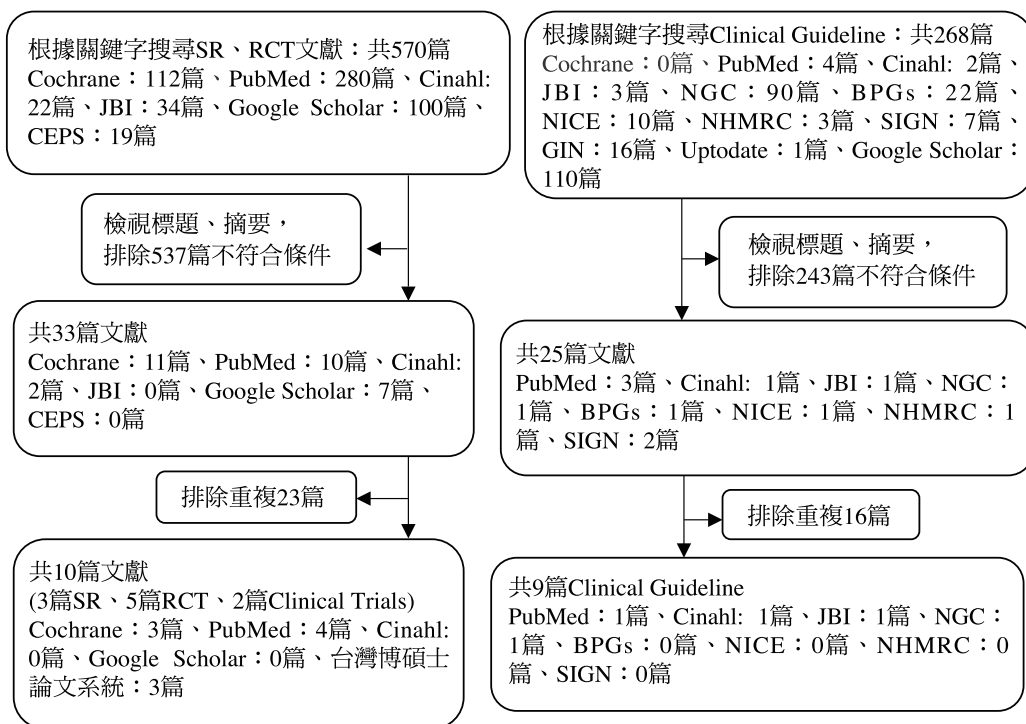 根據關鍵字搜尋SR、RCT文獻：共570篇
Cochrane：112篇、PubMed：280篇、Cinahl:
22篇、JBI：34篇、Google Scholar：100篇、
CEPS：19篇
檢視標題、摘要，
排除537篇不符合條件
共33篇文獻
Cochrane：11篇、PubMed：10篇、Cinahl:
2篇、JBI：0篇、Google Scholar：7篇、
CEPS：0篇
排除重複23篇
共10篇文獻
(3篇SR、5篇RCT、2篇Clinical Trials)
Cochrane：3篇、PubMed：4篇、Cinahl:
0篇、Google Scholar：0篇、台灣博碩士
論文系統：3篇
根據關鍵字搜尋Clinical Guideline：共268篇
Cochrane：0篇、PubMed：4篇、Cinahl: 2篇、
JBI：3篇、NGC：90篇、BPGs：22篇、
NICE：10篇、NHMRC：3篇、SIGN：7篇、
GIN：16篇、Uptodate：1篇、Google Scholar：
110篇
檢視標題、摘要，
排除243篇不符合條件
共25篇文獻
PubMed：3篇、Cinahl: 1篇、JBI：1篇、NGC：
1篇、BPGs：1篇、NICE：1篇、NHMRC：1
篇、SIGN：2篇
排除重複16篇
共9篇Clinical Guideline
PubMed：1篇、Cinahl: 1篇、JBI：1篇、NGC：
1篇、BPGs：0篇、NICE：0篇、NHMRC：0
篇、SIGN：0篇